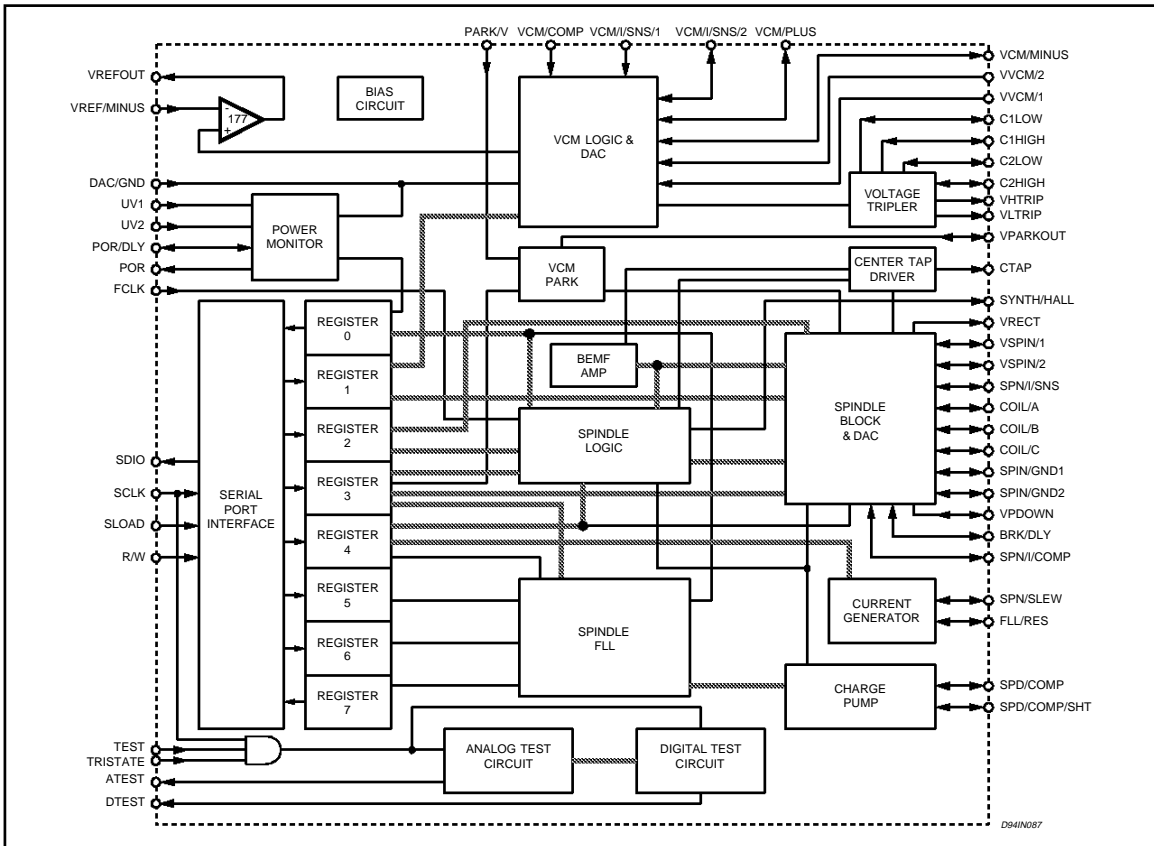 PARK/V
VCM/COMP
VCM/I/SNS/1
VCM/I/SNS/2
VCM/PLUS
VREFOUT
VREF/MINUS
DAC/GND
UV1
UV2
POR/DLY
POR
FCLK
SDIO
SCLK
SLOAD
R/W
TEST
TRISTATE
ATEST
DTEST
-
177
+
BIAS
CIRCUIT
POWER
MONITOR
SERIAL
PORT
INTERFACE
REGISTER
0
REGISTER
1
REGISTER
2
REGISTER
3
REGISTER
4
REGISTER
5
REGISTER
6
REGISTER
7
VCM LOGIC &
DAC
VCM
PARK
BEMF
AMP
SPINDLE
LOGIC
SPINDLE
FLL
ANALOG TEST
CIRCUIT
DIGITAL TEST
CIRCUIT
VOLTAGE
TRIPLER
CENTER TAP
DRIVER
SPINDLE
BLOCK
& DAC
CURRENT
GENERATOR
CHARGE
PUMP
VCM/MINUS
VVCM/2
VVCM/1
C1LOW
C1HIGH
C2LOW
C2HIGH
VHTRIP
VLTRIP
VPARKOUT
CTAP
SYNTH/HALL
VRECT
VSPIN/1
VSPIN/2
SPN/I/SNS
COIL/A
COIL/B
COIL/C
SPIN/GND1
SPIN/GND2
VPDOWN
BRK/DLY
SPN/I/COMP
SPN/SLEW
FLL/RES
SPD/COMP
SPD/COMP/SHT
D94IN087